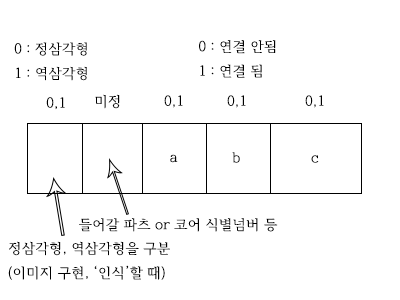 0 : 정삼각형
0 : 연결 안됨
1 : 역삼각형
1 : 연결 됨
0,1 미정 0,1 0,1 0,1
a b c
들어갈 파츠 or 코어 식별넘버 등
정삼각형, 역삼각형을 구분
(이미지 구현, '인식'할 때)